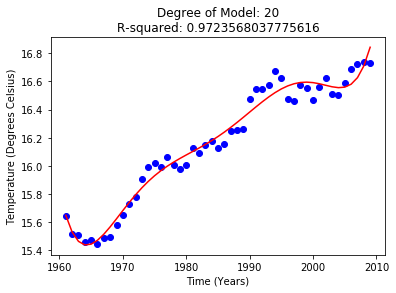 Degree of Model: 20
R-squared: 0.9723568037775616
Temperature (Degrees Celsius)
16.8
16.6
16.4
16.2
16.0
15.8
15.6
15.4
1960 1970 1980 1990 2000 2010
Time (Years)